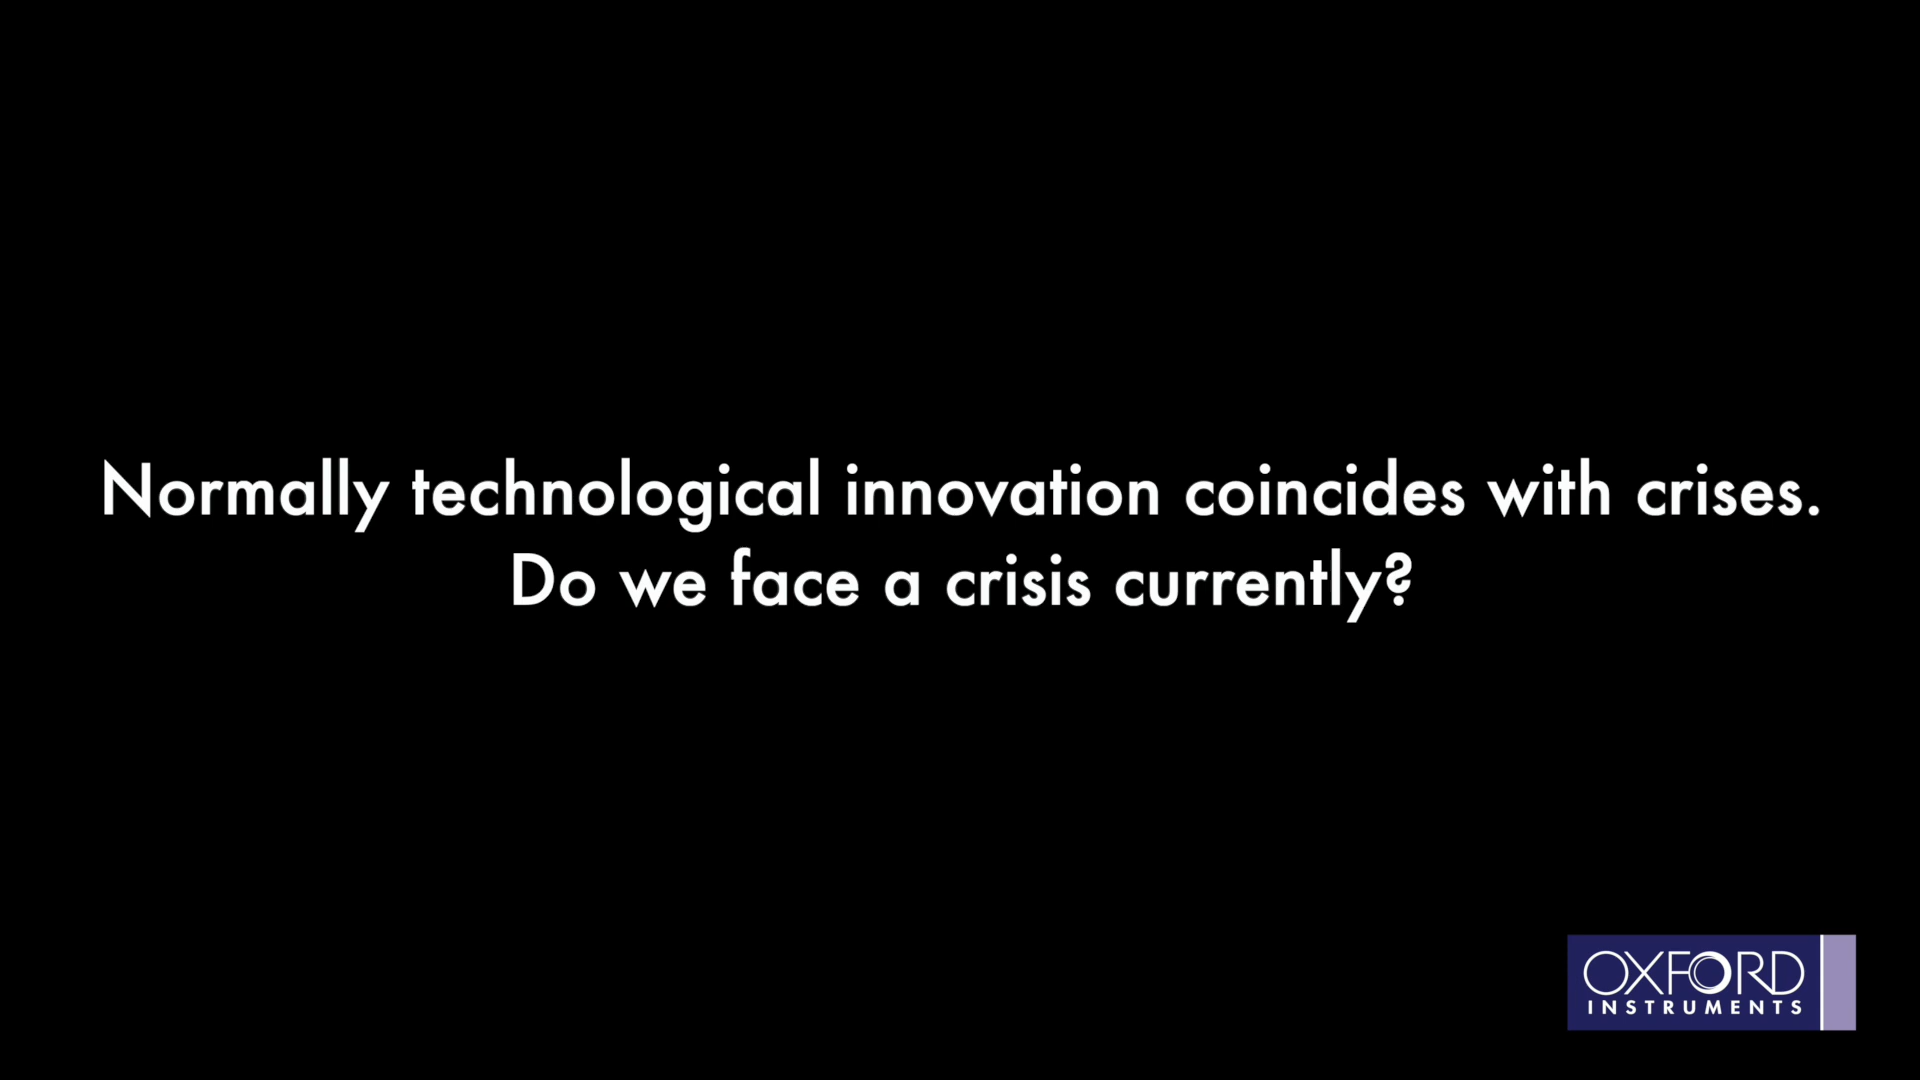 Normally technological innovation coincides with crises.
Do we face a crisis currently?
OXFORD
INSTRUMENTS